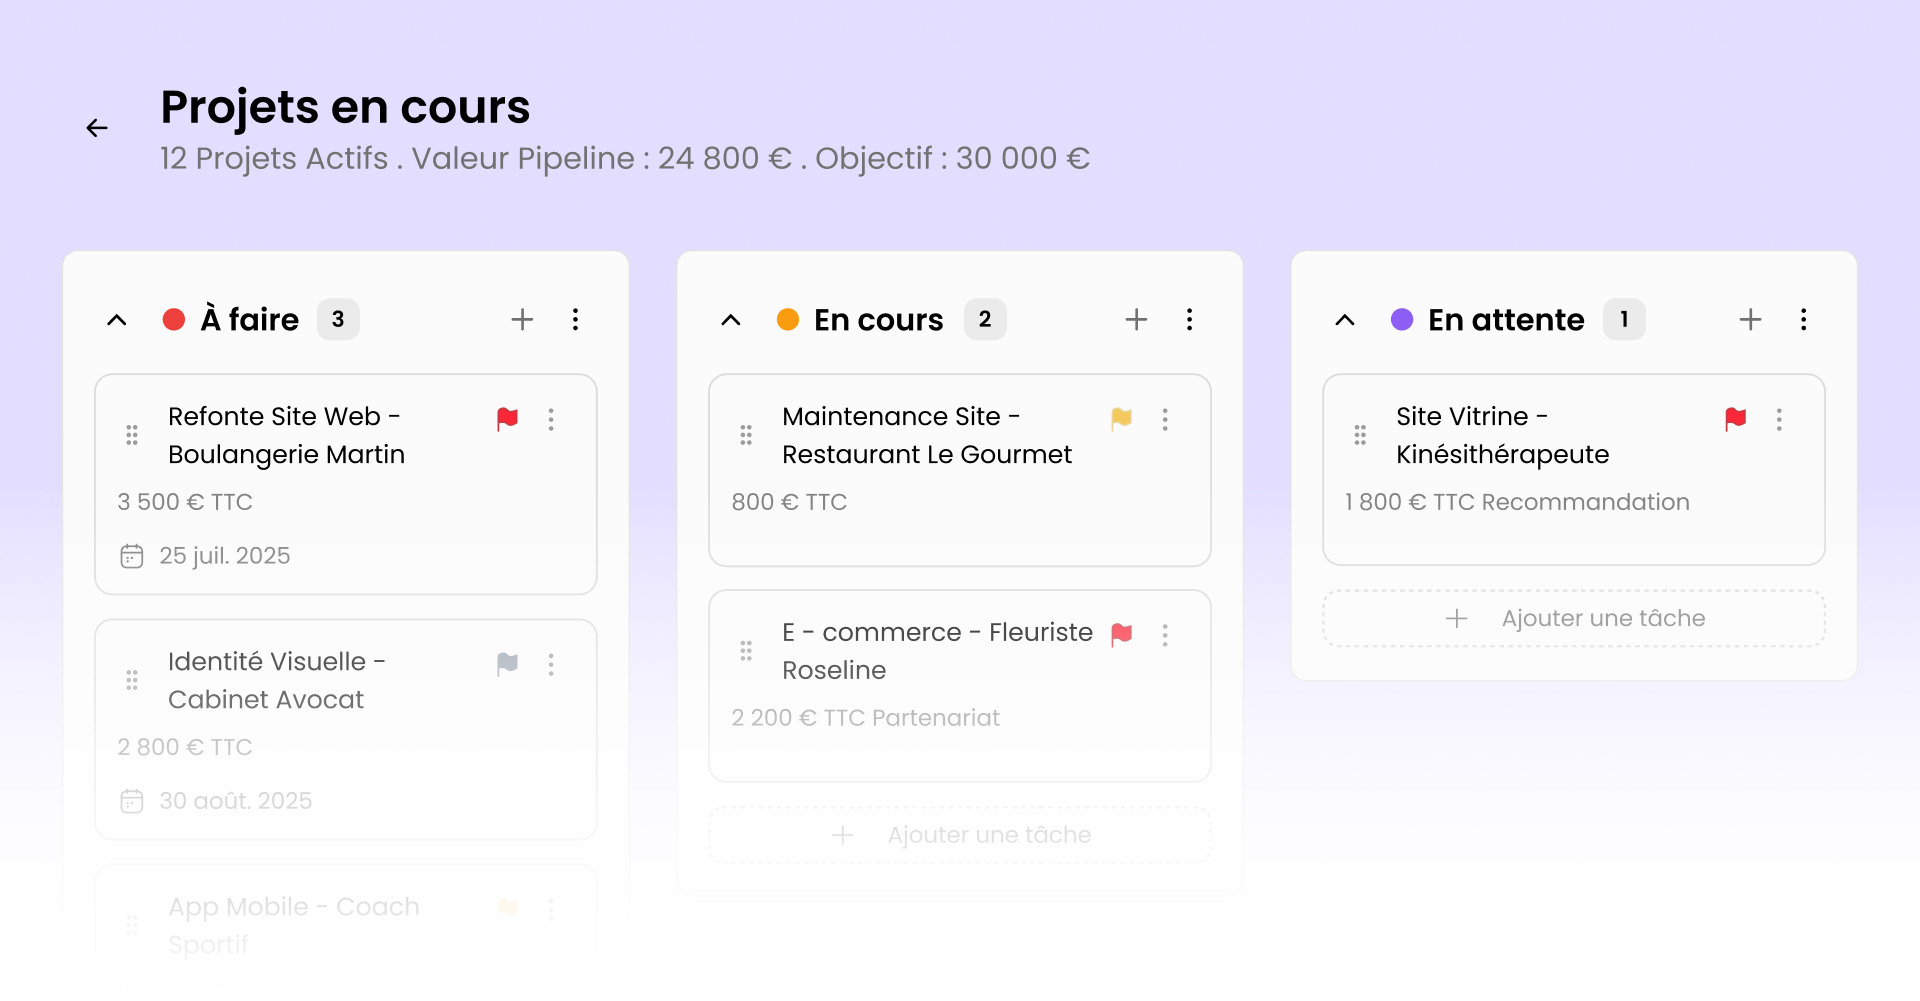 Projets en cours
12 Projets Actifs . Valeur Pipeline : 24 800 € . Objectif : 30 000 €
À faire 3
Refonte Site Web -
Boulangerie Martin
3 500 € TTC
25 juil. 2025
Identité Visuelle -
Cabinet Avocat
2 800 € TTC
30 août. 2025
App Mobile - Coach
Sportif
En cours 2
Maintenance Site -
Restaurant Le Gourmet
800 € TTC
E - commerce - Fleuriste
Roseline
2 200 € TTC Partenariat
Ajouter une tâche
En attente 1
Site Vitrine -
Kinésithérapeute
1 800 € TTC Recommandation
Ajouter une tâche